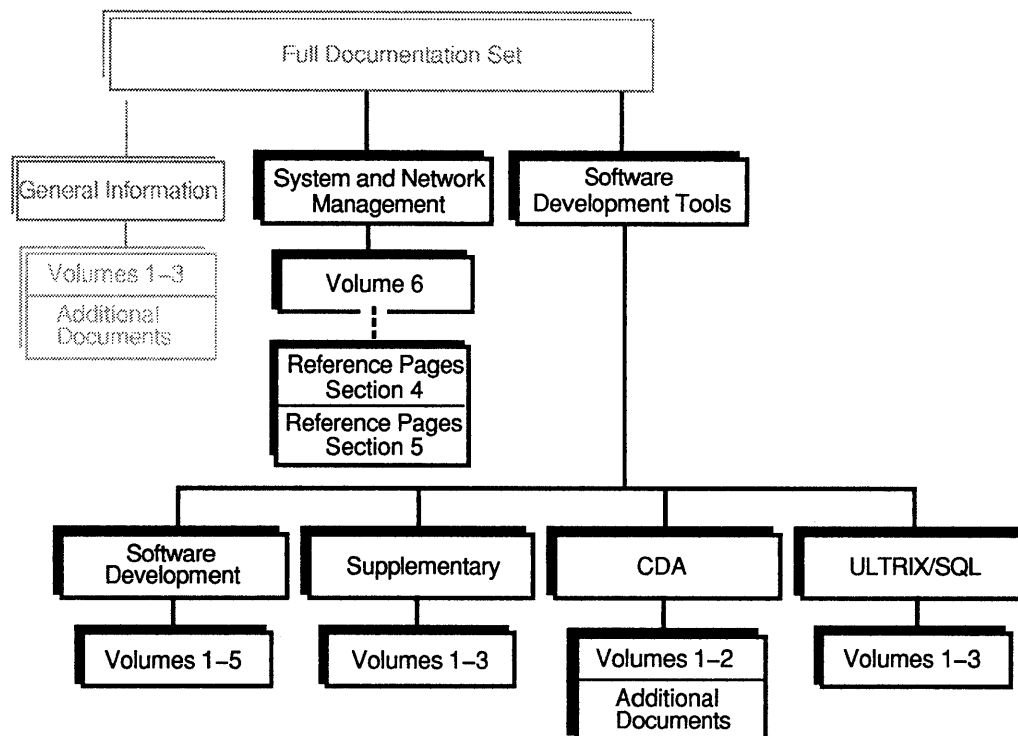 Full Documentation Set
General Information
System and Network
Management
Software
Development Tools
Volumes 1–3
Additional
Documents
Volume 6
Reference Pages
Section 4
Reference Pages
Section 5
Software
Development
Supplementary
CDA
ULTRIX/SQL
Volumes 1–5
Volumes 1–3
Volumes 1–2
Additional
Documents
Volumes 1–3